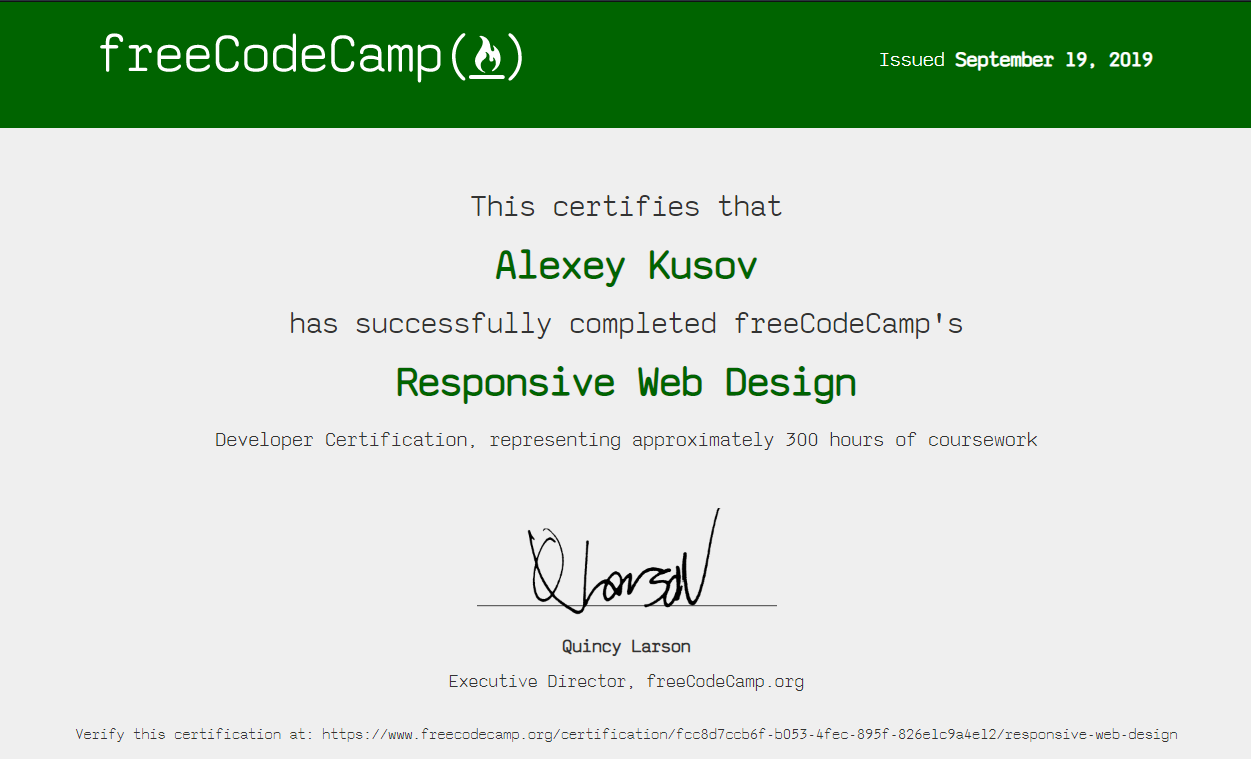 freeCodeCamp(🔥)
Issued September 19, 2019
This certifies that
Alexey Kusov
has successfully completed freeCodeCamp's
Responsive Web Design
Developer Certification, representing approximately 300 hours of coursework
Q Larson
Quincy Larson
Executive Director, freeCodeCamp.org
Verify this certification at: https://www.freecodecamp.org/certification/fcc8d7ccb6f-b053-4fec-895f-826e1c9a4e12/responsive-web-design